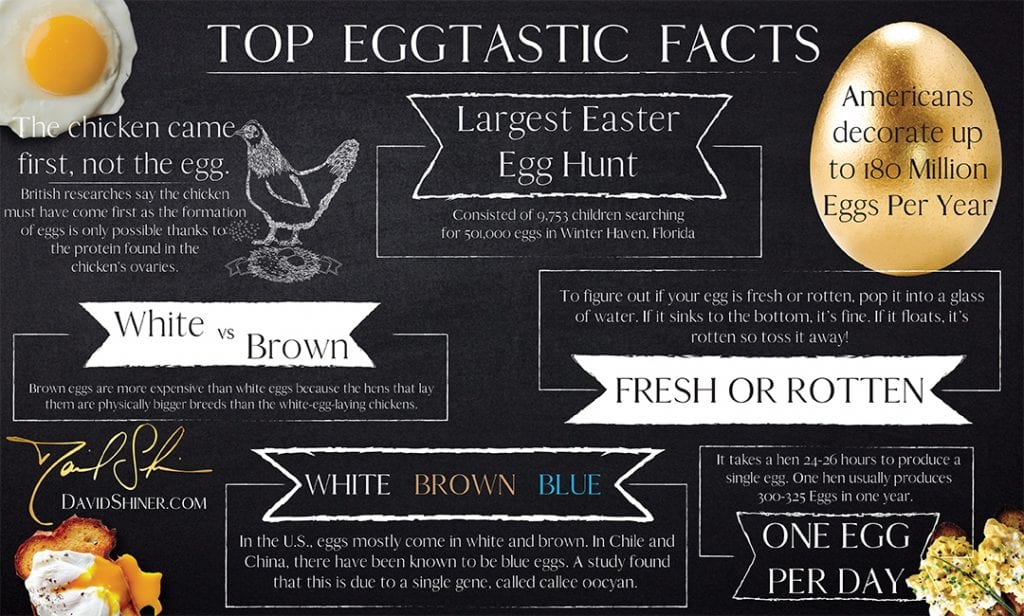 TOP EGGTASTIC FACTS
The chicken came
first, not the egg.
British researches say the chicken
must have come first as the formation
of eggs is only possible thanks to
the protein found in the
chicken's ovaries.
Largest Easter
Egg Hunt
Consisted of 9,753 children searching
for 501,000 eggs in Winter Haven, Florida
Americans
decorate up
to 180 Million
Eggs Per Year
White vs Brown
Brown eggs are more expensive than white eggs because the hens that lay
them are physically bigger breeds than the white-egg-laying chickens.
To figure out if your egg is fresh or rotten, pop it into a glass
of water. If it sinks to the bottom, it's fine. If it floats, it's
rotten so toss it away!
FRESH OR ROTTEN
David Shiner
DavidShiner.com
WHITE BROWN BLUE
In the U.S., eggs mostly come in white and brown. In Chile and
China, there have been known to be blue eggs. A study found
that this is due to a single gene, called callee oocyan.
It takes a hen 24-26 hours to produce a
single egg. One hen usually produces
300-325 Eggs in one year.
ONE EGG
PER DAY